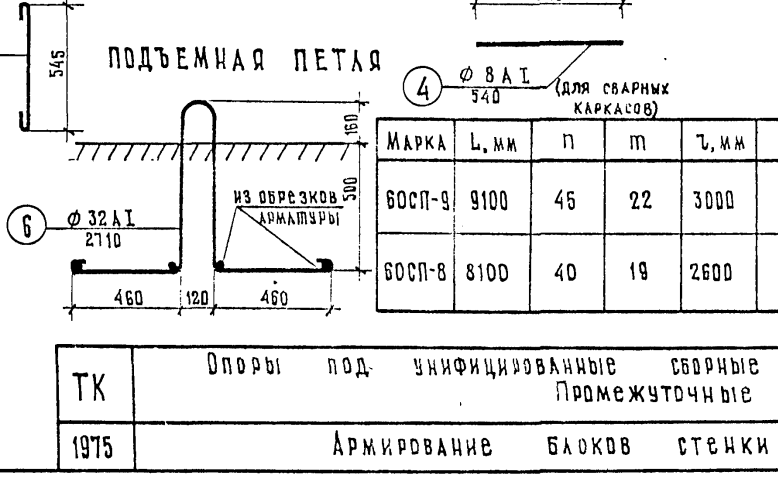 545
ПОДЪЕМНАЯ ПЕТЛЯ
4
Ø 8 А I
540
(ДЛЯ СВАРНЫХ
КАРКАСОВ)
160
500
6
Ø 32 А I
2710
ИЗ ОБРЕЗКОВ
АРМАТУРЫ
460 120 460
МАРКА L, мм п m τ, мм
60СП-9 9100 45 22 3000
60СП-8 8100 40 19 2600
ТК
Опоры под унифицированные сборные
Промежуточные
1975
Армирование блоков стенки